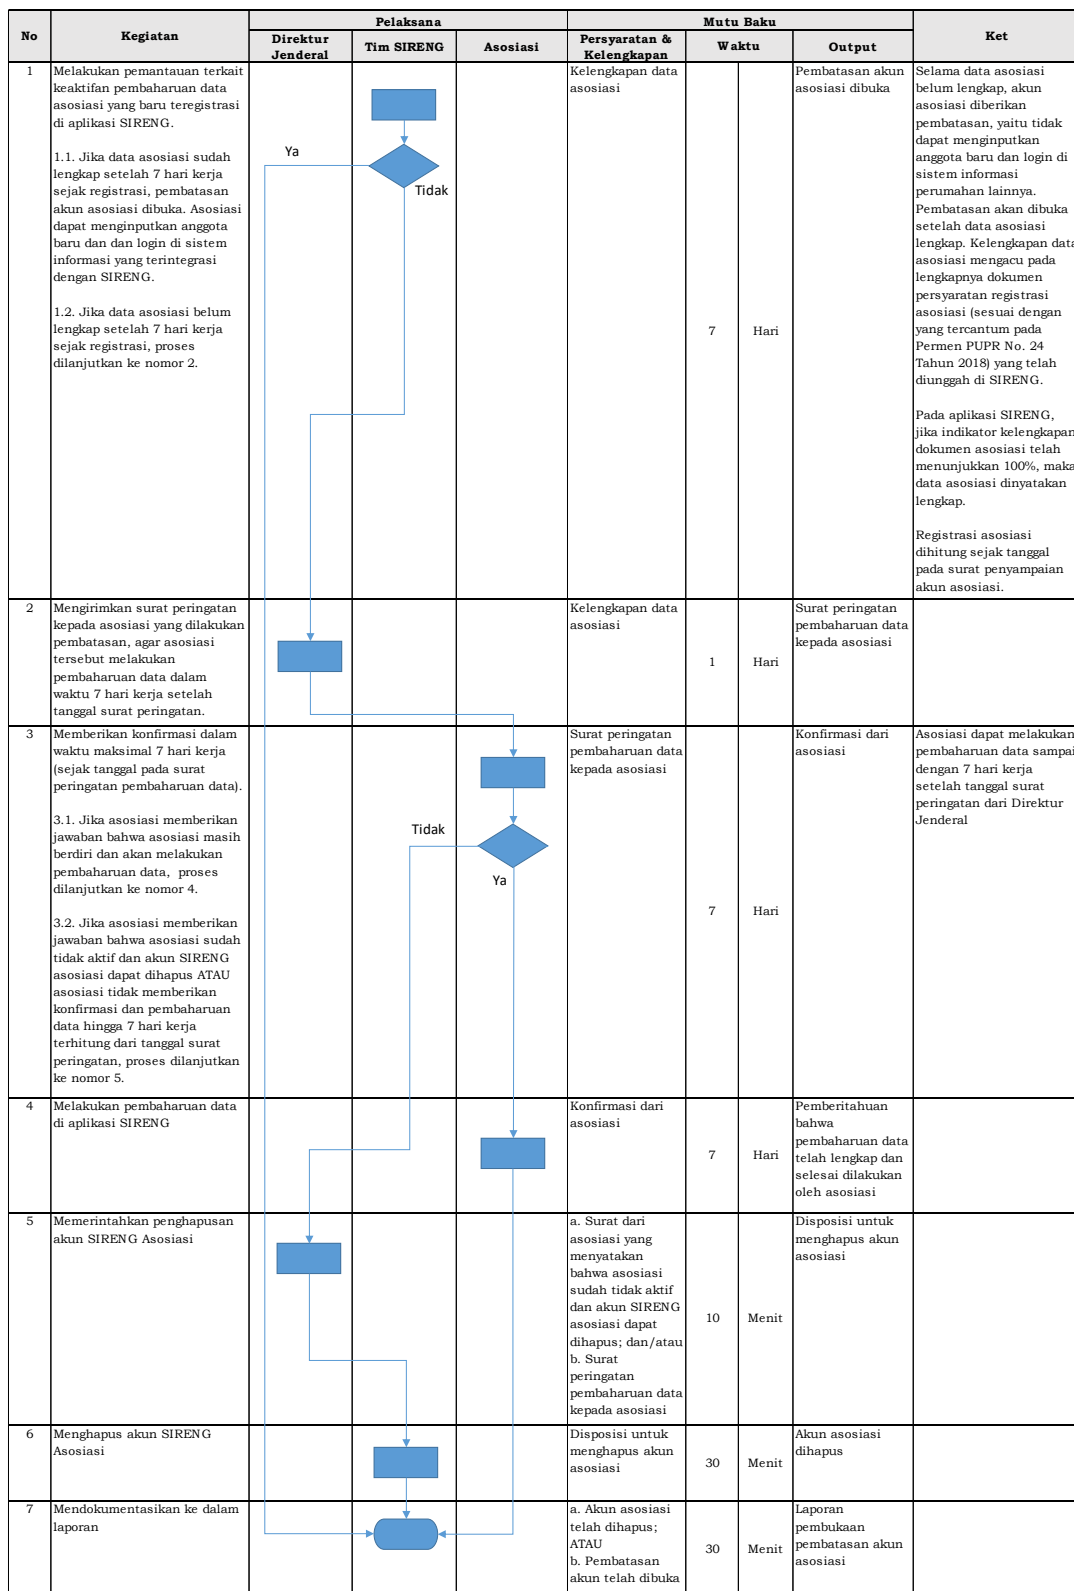 No
Kegiatan
Pelaksana
Mutu Baku
Ket
Direktur
Jenderal
Tim SIRENG
Asosiasi
Persyaratan &
Kelengkapan
Waktu
Output
1
Melakukan pemantauan terkait
keaktifan pembaharuan data
asosiasi yang baru teregistrasi
di aplikasi SIRENG.
1.1. Jika data asosiasi sudah
lengkap setelah 7 hari kerja
sejak registrasi, pembatasan
akun asosiasi dibuka. Asosiasi
dapat menginputkan anggota
baru dan dan login di sistem
informasi yang terintegrasi
dengan SIRENG.
1.2. Jika data asosiasi belum
lengkap setelah 7 hari kerja
sejak registrasi, proses
dilanjutkan ke nomor 2.
Ya
Tidak
Kelengkapan data
asosiasi
7
Hari
Pembatasan akun
asosiasi dibuka
Selama data asosiasi
belum lengkap, akun
asosiasi diberikan
pembatasan, yaitu tidak
dapat menginputkan
anggota baru dan login di
sistem informasi
perumahan lainnya.
Pembatasan akan dibuka
setelah data asosiasi
lengkap. Kelengkapan data
asosiasi mengacu pada
lengkapnya dokumen
persyaratan registrasi
asosiasi (sesuai dengan
yang tercantum pada
Permen PUPR No. 24
Tahun 2018) yang telah
diunggah di SIRENG.
Pada aplikasi SIRENG,
jika indikator kelengkapan
dokumen asosiasi telah
menunjukkan 100%, maka
data asosiasi dinyatakan
lengkap.
Registrasi asosiasi
dihitung sejak tanggal
pada surat penyampaian
akun asosiasi.
2
Mengirimkan surat peringatan
kepada asosiasi yang dilakukan
pembatasan, agar asosiasi
tersebut melakukan
pembaharuan data dalam
waktu 7 hari kerja setelah
tanggal surat peringatan.
Kelengkapan data
asosiasi
1
Hari
Surat peringatan
pembaharuan data
kepada asosiasi
3
Memberikan konfirmasi dalam
waktu maksimal 7 hari kerja
(sejak tanggal pada surat
peringatan pembaharuan data).
3.1. Jika asosiasi memberikan
jawaban bahwa asosiasi masih
berdiri dan akan melakukan
pembaharuan data, proses
dilanjutkan ke nomor 4.
3.2. Jika asosiasi memberikan
jawaban bahwa asosiasi sudah
tidak aktif dan akun SIRENG
asosiasi dapat dihapus ATAU
asosiasi tidak memberikan
konfirmasi dan pembaharuan
data hingga 7 hari kerja
terhitung dari tanggal surat
peringatan, proses dilanjutkan
ke nomor 5.
Tidak
Ya
Surat peringatan
pembaharuan data
kepada asosiasi
7
Hari
Konfirmasi dari
asosiasi
Asosiasi dapat melakukan
pembaharuan data sampai
dengan 7 hari kerja
setelah tanggal surat
peringatan dari Direktur
Jenderal
4
Melakukan pembaharuan data
di aplikasi SIRENG
Konfirmasi dari
asosiasi
7
Hari
Pemberitahuan
bahwa
pembaharuan data
telah lengkap dan
selesai dilakukan
oleh asosiasi
5
Memerintahkan penghapusan
akun SIRENG Asosiasi
a. Surat dari
asosiasi yang
menyatakan
bahwa asosiasi
sudah tidak aktif
dan akun SIRENG
asosiasi dapat
dihapus; dan/atau
b. Surat
peringatan
pembaharuan data
kepada asosiasi
10
Menit
Disposisi untuk
menghapus akun
asosiasi
6
Menghapus akun SIRENG
Asosiasi
Disposisi untuk
menghapus akun
asosiasi
30
Menit
Akun asosiasi
dihapus
7
Mendokumentasikan ke dalam
laporan
a. Akun asosiasi
telah dihapus;
ATAU
b. Pembatasan
akun telah dibuka
30
Menit
Laporan
pembukaan
pembatasan akun
asosiasi